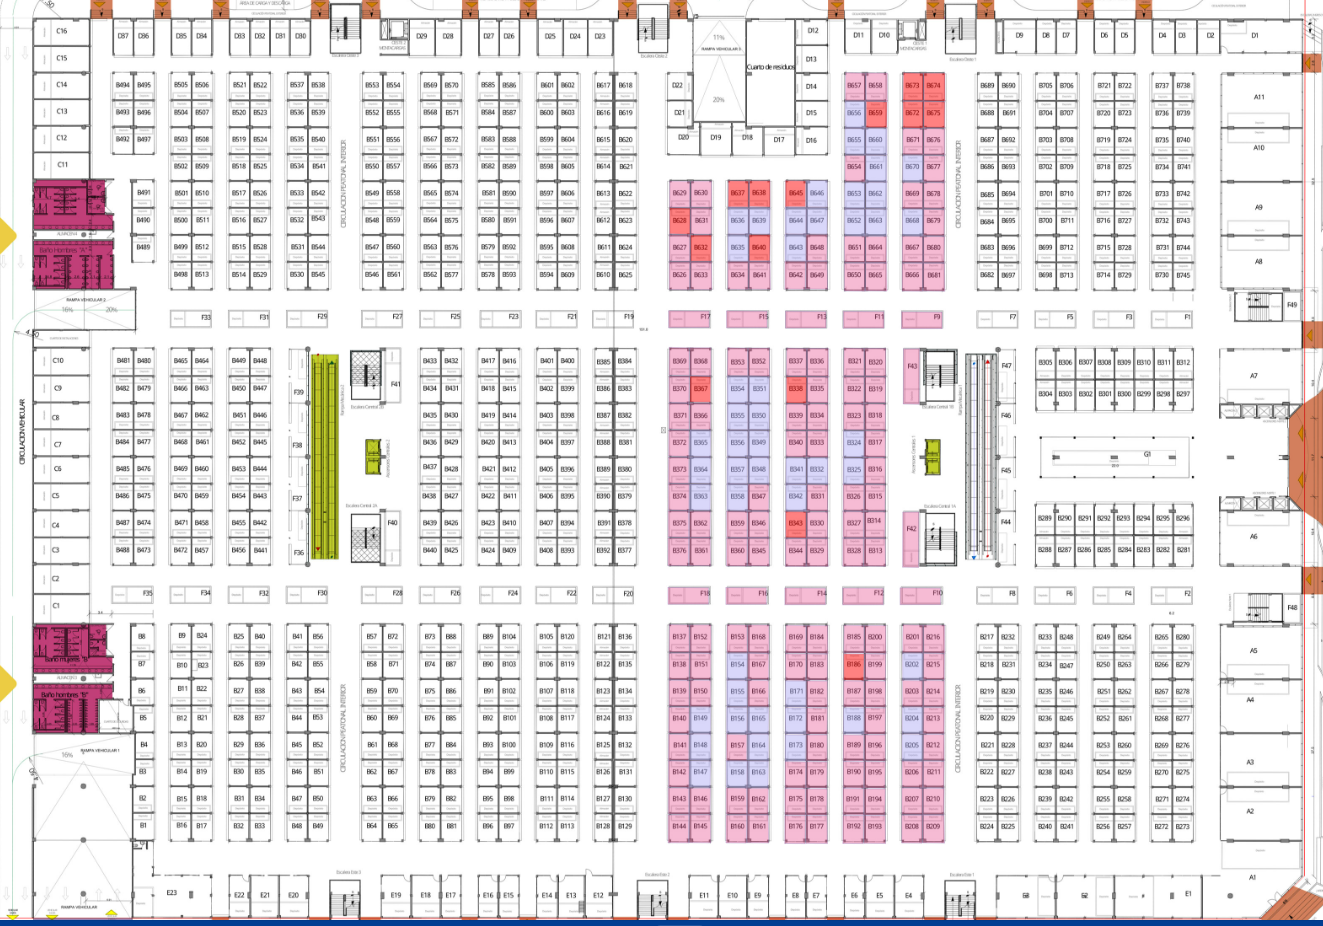 AREA DE CARGA Y DESCARGA
C16 D37 D36 D35 D34 D33 D32 D31 D30 D29 D28 D27 D26 D25 D24 D23 11% D12 D11 D10 D9 D8 D7 D6 D5 D4 D3 D2 D1
RAMPA VEHICULAR 3
C15 Cuarto de residuos D13
C14 B494 B495 B505 B506 B521 B522 B537 B538 B553 B554 B569 B570 B585 B586 B601 B602 B617 B618 D22 20% D14 B657 B658 B673 B674 B689 B690 B705 B706 B721 B722 B737 B738 A11
C13 B493 B496 B504 B507 B520 B523 B536 B539 B552 B555 B568 B571 B584 B587 B600 B603 B616 B619 D21 D15 B656 B659 B672 B675 B688 B691 B704 B707 B720 B723 B736 B739
C12 B492 B497 B503 B508 B519 B524 B535 B540 B551 B556 B567 B572 B583 B588 B599 B604 B615 B620 D20 D19 D18 D17 D16 B655 B660 B671 B676 B687 B692 B703 B708 B719 B724 B735 B740 A10
C11 B502 B509 B518 B525 B534 B541 B550 B557 B566 B573 B582 B589 B598 B605 B614 B621 B654 B661 B670 B677 B686 B693 B702 B709 B718 B725 B734 B741
B491 B501 B510 B517 B526 B533 B542 B549 B558 B565 B574 B581 B590 B597 B606 B613 B622 B629 B630 B637 B638 B645 B646 B653 B662 B669 B678 B685 B694 B701 B710 B717 B726 B733 B742 A9
B490 B500 B511 B516 B527 B532 B543 B548 B559 B564 B575 B580 B591 B596 B607 B612 B623 B628 B631 B636 B639 B644 B647 B652 B663 B668 B679 B684 B695 B700 B711 B716 B727 B732 B743
Baño hombres "A" B489 B499 B512 B515 B528 B531 B544 B547 B560 B563 B576 B579 B592 B595 B608 B611 B624 B627 B632 B635 B640 B643 B648 B651 B664 B667 B680 B683 B696 B699 B712 B715 B728 B731 B744 A8
B498 B513 B514 B529 B530 B545 B546 B561 B562 B577 B578 B593 B594 B609 B610 B625 B626 B633 B634 B641 B642 B649 B650 B665 B666 B681 B682 B697 B698 B713 B714 B729 B730 B745
CIRCULACION PEATONAL INTERIOR
CIRCULACION PEATONAL INTERIOR
RAMPA VEHICULAR 2
16% 20% F33 F31 F29 F27 F25 F23 F21 F19 F17 F15 F13 F11 F9 F7 F5 F3 F1 F49
C10 B481 B480 B465 B464 B449 B448 B433 B432 B417 B416 B401 B400 B385 B384 B369 B368 B353 B352 B337 B336 B321 B320 F43 F47 B305 B306 B307 B308 B309 B310 B311 B312 A7
C9 B482 B479 B466 B463 B450 B447 F39 F41 B434 B431 B418 B415 B402 B399 B386 B383 B370 B367 B354 B351 B338 B335 B322 B319 B304 B303 B302 B301 B300 B299 B298 B297
C8 B483 B478 B467 B462 B451 B446 B435 B430 B419 B414 B403 B398 B387 B382 B371 B366 B355 B350 B339 B334 B323 B318 F46
C7 B484 B477 B468 B461 B452 B445 F38 B436 B429 B420 B413 B404 B397 B388 B381 B372 B365 B356 B349 B340 B333 B324 B317 G1
C6 B485 B476 B469 B460 B453 B444 B437 B428 B421 B412 B405 B396 B389 B380 B373 B364 B357 B348 B341 B332 B325 B316 F45
C5 B486 B475 B470 B459 B454 B443 F37 B438 B427 B422 B411 B406 B395 B390 B379 B374 B363 B358 B347 B342 B331 B326 B315
C4 B487 B474 B471 B458 B455 B442 F40 B439 B426 B423 B410 B407 B394 B391 B378 B375 B362 B359 B346 B343 B330 B327 B314 F42 F44 B289 B290 B291 B292 B293 B294 B295 B296 A6
C3 B488 B473 B472 B457 B456 B441 F36 B440 B425 B424 B409 B408 B393 B392 B377 B376 B361 B360 B345 B344 B329 B328 B313 B288 B287 B286 B285 B284 B283 B282 B281
CIRCULACION VEHICULAR
C2 F35 F34 F32 F30 F28 F26 F24 F22 F20 F18 F16 F14 F12 F10 F8 F6 F4 F2 F48
C1
B8 B9 B24 B25 B40 B41 B56 B57 B72 B73 B88 B89 B104 B105 B120 B121 B136 B137 B152 B153 B168 B169 B184 B185 B200 B201 B216 B217 B232 B233 B248 B249 B264 B265 B280
Baño mujeres "B" B7 B10 B23 B26 B39 B42 B55 B58 B71 B74 B87 B90 B103 B106 B119 B122 B135 B138 B151 B154 B167 B170 B183 B186 B199 B202 B215 B218 B231 B234 B247 B250 B263 B266 B279 A5
Baño hombres "B" B6 B11 B22 B27 B38 B43 B54 B59 B70 B75 B86 B91 B102 B107 B118 B123 B134 B139 B150 B155 B166 B171 B182 B187 B198 B203 B214 B219 B230 B235 B246 B251 B262 B267 B278 A4
B5 B12 B21 B28 B37 B44 B53 B60 B69 B76 B85 B92 B101 B108 B117 B124 B133 B140 B149 B156 B165 B172 B181 B188 B197 B204 B213 B220 B229 B236 B245 B252 B261 B268 B277
RAMPA VEHICULAR 1
16% B4 B13 B20 B29 B36 B45 B52 B61 B68 B77 B84 B93 B100 B109 B116 B125 B132 B141 B148 B157 B164 B173 B180 B189 B196 B205 B212 B221 B228 B237 B244 B253 B260 B269 B276 A3
B3 B14 B19 B30 B35 B46 B51 B62 B67 B78 B83 B94 B99 B110 B115 B126 B131 B142 B147 B158 B163 B174 B179 B190 B195 B206 B211 B222 B227 B238 B243 B254 B259 B270 B275
B2 B15 B18 B31 B34 B47 B50 B63 B66 B79 B82 B95 B98 B111 B114 B127 B130 B143 B146 B159 B162 B175 B178 B191 B194 B207 B210 B223 B226 B239 B242 B255 B258 B271 B274 A2
B1 B16 B17 B32 B33 B48 B49 B64 B65 B80 B81 B96 B97 B112 B113 B128 B129 B144 B145 B160 B161 B176 B177 B192 B193 B208 B209 B224 B225 B240 B241 B256 B257 B272 B273
CIRCULACION PEATONAL INTERIOR
CIRCULACION PEATONAL INTERIOR
E23 E22 E21 E20 E19 E18 E17 E16 E15 E14 E13 E12 E11 E10 E9 E8 E7 E6 E5 E4 E1 A1
RAMPA VEHICULAR